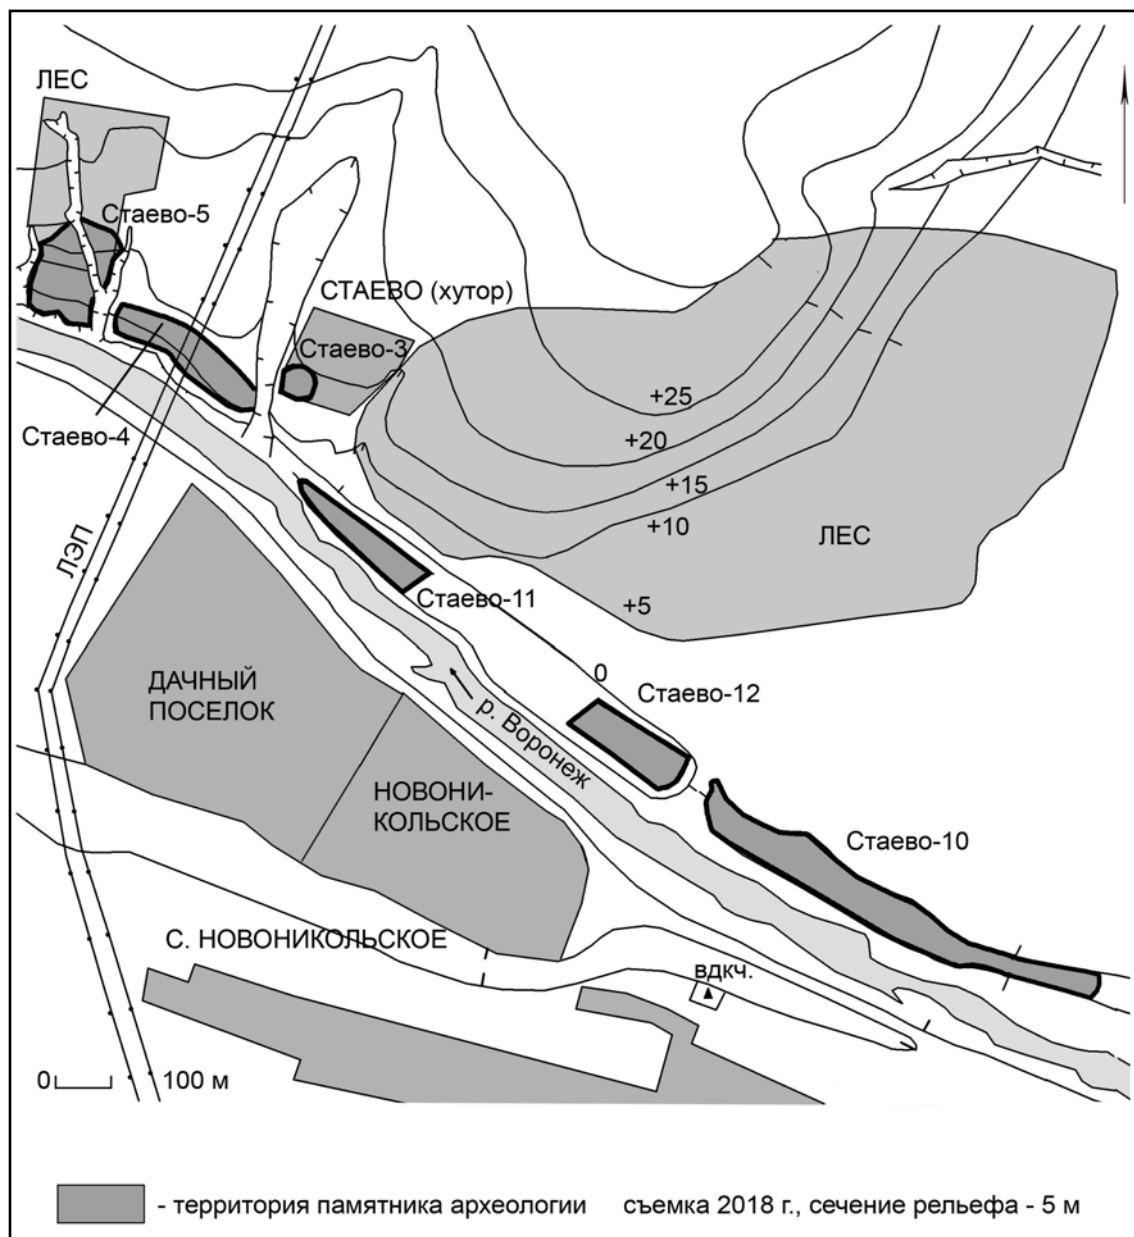 ЛЕС
Стаево-5
СТАЕВО (хутор)
Стаево-3
+25
+20
Стаево-4
+15
+10
ЛЕС
ЛЭП
Стаево-11
+5
0
Стаево-12
ДАЧНЫЙ
ПОСЕЛОК
р. Воронеж
НОВОНИ-
КОЛЬСКОЕ
Стаево-10
С. НОВОНИКОЛЬСКОЕ
вдкч.
0 100 м
- территория памятника археологии съемка 2018 г., сечение рельефа - 5 м